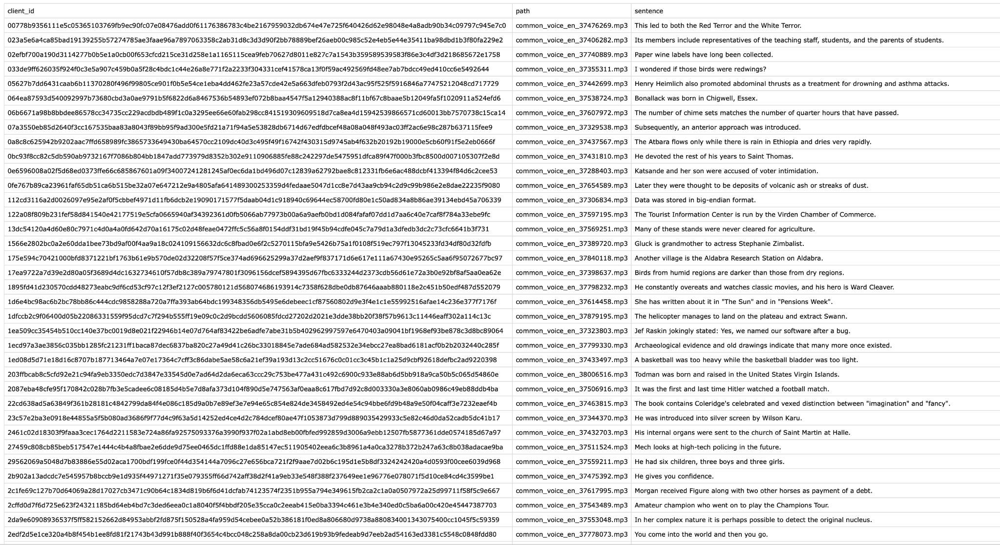 client_id path sentence
00778b9356111e5c05365103769fb9ec90fc07e08476add0f61176386783c4be2167959032db674e47e725f640426d62e98048e4a8adb90b34c09797c945e7c0 common_voice_en_37476269.mp3 This led to both the Red Terror and the White Terror.
023a5e6a4ca85bad19139255b57274785ae3faae96a7897063358c2ab31d8c3d3d90f2bb78889bef26aeb00c985c52e4eb5e44e35411ba98dbd1b3f80fa229e2 common_voice_en_37406282.mp3 Its members include representatives of the teaching staff, students, and the parents of students.
02efbf700a190d3114277b0b5e1a0cb00f653cfcd215ce31d258e1a1165115cea9feb70627d8011e827c7a1543b359589539583f86e3c4df3d218685672e1758 common_voice_en_37740889.mp3 Paper wine labels have long been collected.
033de9ff626035f924f0c3e5a907c459b0a5f28c4bdc1c44e26a8e771f2a2233f304331cef41578ca13f0f59ac492569fd48ee7ab7bdcc49ed410cc6e5492644 common_voice_en_37355311.mp3 I wondered if those birds were redwings?
05627b7dd6431caab6b11370280f496f99805ce901f0b5e54ce1eba4dd462fe23a57cde42e5a663dfeb0793f2d43ac95f525f5916846a77475212048cd717729 common_voice_en_37442699.mp3 Henry Heimlich also promoted abdominal thrusts as a treatment for drowning and asthma attacks.
064ea87593d540092997b73680cbd3a0ae9791b5f6822d6a8467536b54893ef072b8baa4547f5a12940388ac8f11bf67c8baae5b12049fa5f1020911a524efd6 common_voice_en_37538724.mp3 Bonallack was born in Chigwell, Essex.
06b6671a98b8bbdee86578cc34735cc229acdbdb489f1c0a3295ee66e60fab298cc841519309609518d7ca8ea4d15942539866571cd60013bb7570738c15ca14 common_voice_en_37607972.mp3 The number of chime sets matches the number of quarter hours that have passed.
07a3550eb85d2640f3cc167535baa83a8043f89bb95f9ad300e5fd21a71f94a5e53828db6714d67edfdbcef48a08a048f493ac03ff2ac6e98c287b637115fee9 common_voice_en_37329538.mp3 Subsequently, an anterior approach was introduced.
0a8c8c625942b9202aac7ffd658989fc3865733649430ba64570cc2109dc40d3c495f49f16742f430315d9745ab4f632b20192b19000e5cb60f91f5e2eb0666f common_voice_en_37437567.mp3 The Atbara flows only while there is rain in Ethiopia and dries very rapidly.
0bc93f8cc82c5db590ab9732167f7086b804bb1847add773979d8352b302e9110906885fe88c242297de5475951dfca89f47f000b3fbc8500d007105307f2e8d common_voice_en_37431810.mp3 He devoted the rest of his years to Saint Thomas.
0e6596008a02f5d68ed0373ffe66c685867601a09f34007241281245af0ec6da1bd496d07c12839a62792bae8c812331fb6e6ac488dcbf413394f84d6c2cee53 common_voice_en_37288403.mp3 Katsande and her son were accused of voter intimidation.
0fe767b89ca23961faf65db51ca6b515be32a07e647212e9a4805afa641489300253359d4fedaae5047d1cc8e7d43aa9cb94c2d9c99b986e2e8dae22235f9080 common_voice_en_37654589.mp3 Later they were thought to be deposits of volcanic ash or streaks of dust.
112cd3116a2d0026097e95e2af0f5cbbef4971d11fb6dcb2e19090171577f5daab04d1c918940c69644ec58700fd80e1c50ad834a8b86ae39134ebd45a706339 common_voice_en_37306834.mp3 Data was stored in big-endian format.
122a08f809b231fef58d841540e42177519e5cfa0665940af34392361d0fb5066ab77973b00a6a9aefb0bd1d084fafaf07dd1d7aa6c40e7caf8f784a33ebe9fc common_voice_en_37597195.mp3 The Tourist Information Center is run by the Virden Chamber of Commerce.
13dc54120a4d60e80c7971c4d0a4a0fd642d70a16175c02d48feae0472ffc5c56a8f0154ddf31bd19f45b94cdfe045c7a79d1a3dfedb3dc2c73cfc6641b3f731 common_voice_en_37569251.mp3 Many of these stands were never cleared for agriculture.
1566e2802bc0a2e60dda1bee73bd9af00f4aa9a18c024109156632dc6c8fbad0e6f2c5270115bfa9e5426b75a1f0108f519ec797f13045233fd34df80d32fdfb common_voice_en_37389720.mp3 Gluck is grandmother to actress Stephanie Zimbalist.
175e594c70421000bfd8371221bf1763b61e9b570de02d32208f57f5ce374ad696625299a37d2aef9f837171d6e617e111a67430e95265c5aa6f95072677bc97 common_voice_en_37840118.mp3 Another village is the Aldabra Research Station on Aldabra.
17ea9722a7d39e2d80a05f3689d4dc1632734610f57db8c389a79747801f3096156dcef5894395d67fbc6333244d2373cdb56d61e72a3b0e92bf8af5aa0ea62e common_voice_en_37398637.mp3 Birds from humid regions are darker than those from dry regions.
1895fd41d230570cdd48273eabc9df6cd53cf97c12f3ef2127c005780121d568074686193914c7358f628dbe0db87646aaab880118e2c451b50edf487d552079 common_voice_en_37798232.mp3 He constantly overeats and watches classic movies, and his hero is Ward Cleaver.
1d6e4bc98ac6b2bc78bb86c444cdc9858288a720a7ffa393ab64bdc199348356db5495e6debeec1cf87560802d9e3f4e1c1e55992516afae14c236e377f7176f common_voice_en_37614458.mp3 She has written about it in "The Sun" and in "Pensions Week".
1dfccb2c9f06400d05b22086331559f95dcd7c7f294b555ff19e09c0c2d9bcdd5606085fdcd27202d2021e3dde38bb20f38f57b9613c11446eaff302a114c13c common_voice_en_37879195.mp3 The helicopter manages to land on the plateau and extract Swann.
1ea509cc35454b510cc140e37bc0019d8e021f22946b14e07d764af83422be6adfe7abe31b5b402962997597e6470403a09041bf1968ef93be878c3d8bc89064 common_voice_en_37323803.mp3 Jef Raskin jokingly stated: Yes, we named our software after a bug.
1ecd97a3ae3856c035bb1285fc21231ff1baca87dec6837ba820c27a49d41c26bc33018845e7ade684ad582532e34ebcc27ea8bad6181acf0b2b2032440c285f common_voice_en_37799330.mp3 Archaeological evidence and old drawings indicate that many more once existed.
1ed08d5d71e18d16c8707b187713464a7e07e17364c7cff3c86dabe5ae58c6a21ef39a193d13c2cc51676c0c01cc3c45b1c1a25d9cbf92618defbc2ad9220398 common_voice_en_37433497.mp3 A basketball was too heavy while the basketball bladder was too light.
203ffbcab8c5cfd92e21c94fa9eb3350edc7d3847e33545d0e7ad64d2da6eca63ccc29c753be477a431c492c6900c933e88ab6d5bb918a9ca50b5c065d54860e common_voice_en_38006516.mp3 Todman was born and raised in the United States Virgin Islands.
2087eba48cfe95f170842c028b7fb3e5cadee6c08185d4b5e7d8afa373d104f890d5e747563af0eaa8c617fbd7d92c8d003330a3e8060ab0986c49eb88ddb4ba common_voice_en_37506916.mp3 It was the first and last time Hitler watched a football match.
22cd638ad5a63849f361b28181c4842799da84f4e086c185d9a0b7e89ef3e7e94e65c854e824de3458492ed4e54c94bbe6fd9b48a9e50f04caff3e7232eaef4b common_voice_en_37463815.mp3 The book contains Coleridge's celebrated and vexed distinction between "imagination" and "fancy".
23c57e2ba3e0918e44855a5f5b080ad3686f9f77d4c9f63a5d14252ed4ce4d2c784dcef80ae47f1053873d799d889035429933c5e82c46d0da52cadb5dc41b17 common_voice_en_37344370.mp3 He was introduced into silver screen by Wilson Karu.
2461c02d18303f9faaa3cec1764d2211583e724a86fa92575093376a3990f937f02a1abd8eb00fbfed992859d3006a9ebb12507fb5877361dde0574185d67a97 common_voice_en_37432703.mp3 His internal organs were sent to the church of Saint Martin at Halle.
27459c808cb85beb517547e1444c4b4a8fbae2e6dde9d75ee0465dc1ffd88e1da85147ec511905402eea6c3b8961a4a0ca3278b372b247a63c8b038adacae9ba common_voice_en_37511524.mp3 Mech looks at high-tech policing in the future.
29562069a5048d7b83886e55d02aca1700bdf199fce0f44d354144a7096c27e656bca721f2f9aae7d02b6c195d1e5b8df3324242420a4d0593f00cee6039d968 common_voice_en_37559211.mp3 He had six children, three boys and three girls.
2b902a13adcdc7e545957b8bccb9e1d935f44971271f35e079355ff66d742aff38d2f41a9eb33e548f388f237649ee1e96776e078071f5d10ce84cd4c3599be1 common_voice_en_37475392.mp3 He gives you confidence.
2c1fe69c127b70d64069a28d17027cb3471c90b64c1834d819b6f6d41dcfab74123574f2351b955a794e349615fb2ca2c1a0a0507972a25d99711f58f5c9e667 common_voice_en_37617995.mp3 Morgan received Figure along with two other horses as payment of a debt.
2cffd0d7f6d725e623f24321185bd64eb4bd7c3ded6eea0c1a8040f5f4bbdf205e35cca0c2eeab415e0ba3394c461e3b4e340ed0c5ba6a00c420e45447387703 common_voice_en_37543489.mp3 Amateur champion who went on to play the Champions Tour.
2da9e60908936537f5ff582152662d84953abbf2fd875f150528a4fa959d54cebee0a52b386181f0ed8a806680d9738a880834001343075400cc1045f5c59359 common_voice_en_37553048.mp3 In her complex nature it is perhaps possible to detect the original nucleus.
2edf2d5e1ce320a4b8f454b1ee8fd81f21743b43d991b888f40f3654c4bcc048c258a8da00cb23d619b93b9fedeab9d7eeb2ad54163ed3381c5548c0848fdd80 common_voice_en_37778073.mp3 You come into the world and then you go.